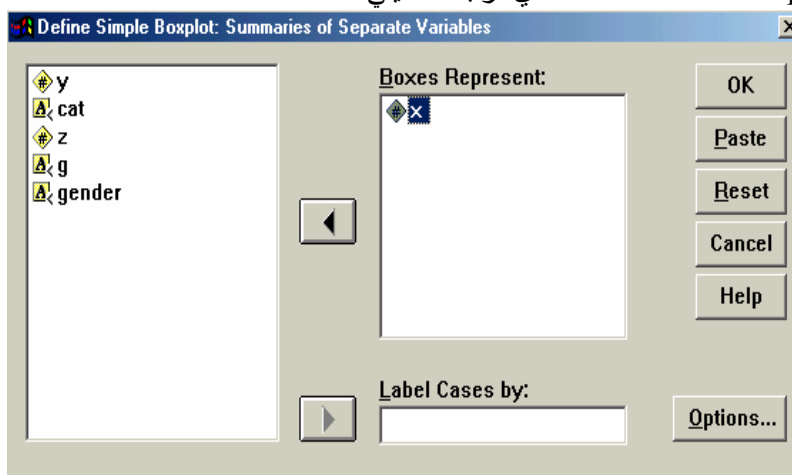 Define Simple Boxplot: Summaries of Separate Variables
y
cat
z
g
gender
Boxes Represent:
x
OK
Paste
Reset
Cancel
Help
Label Cases by:
Options...